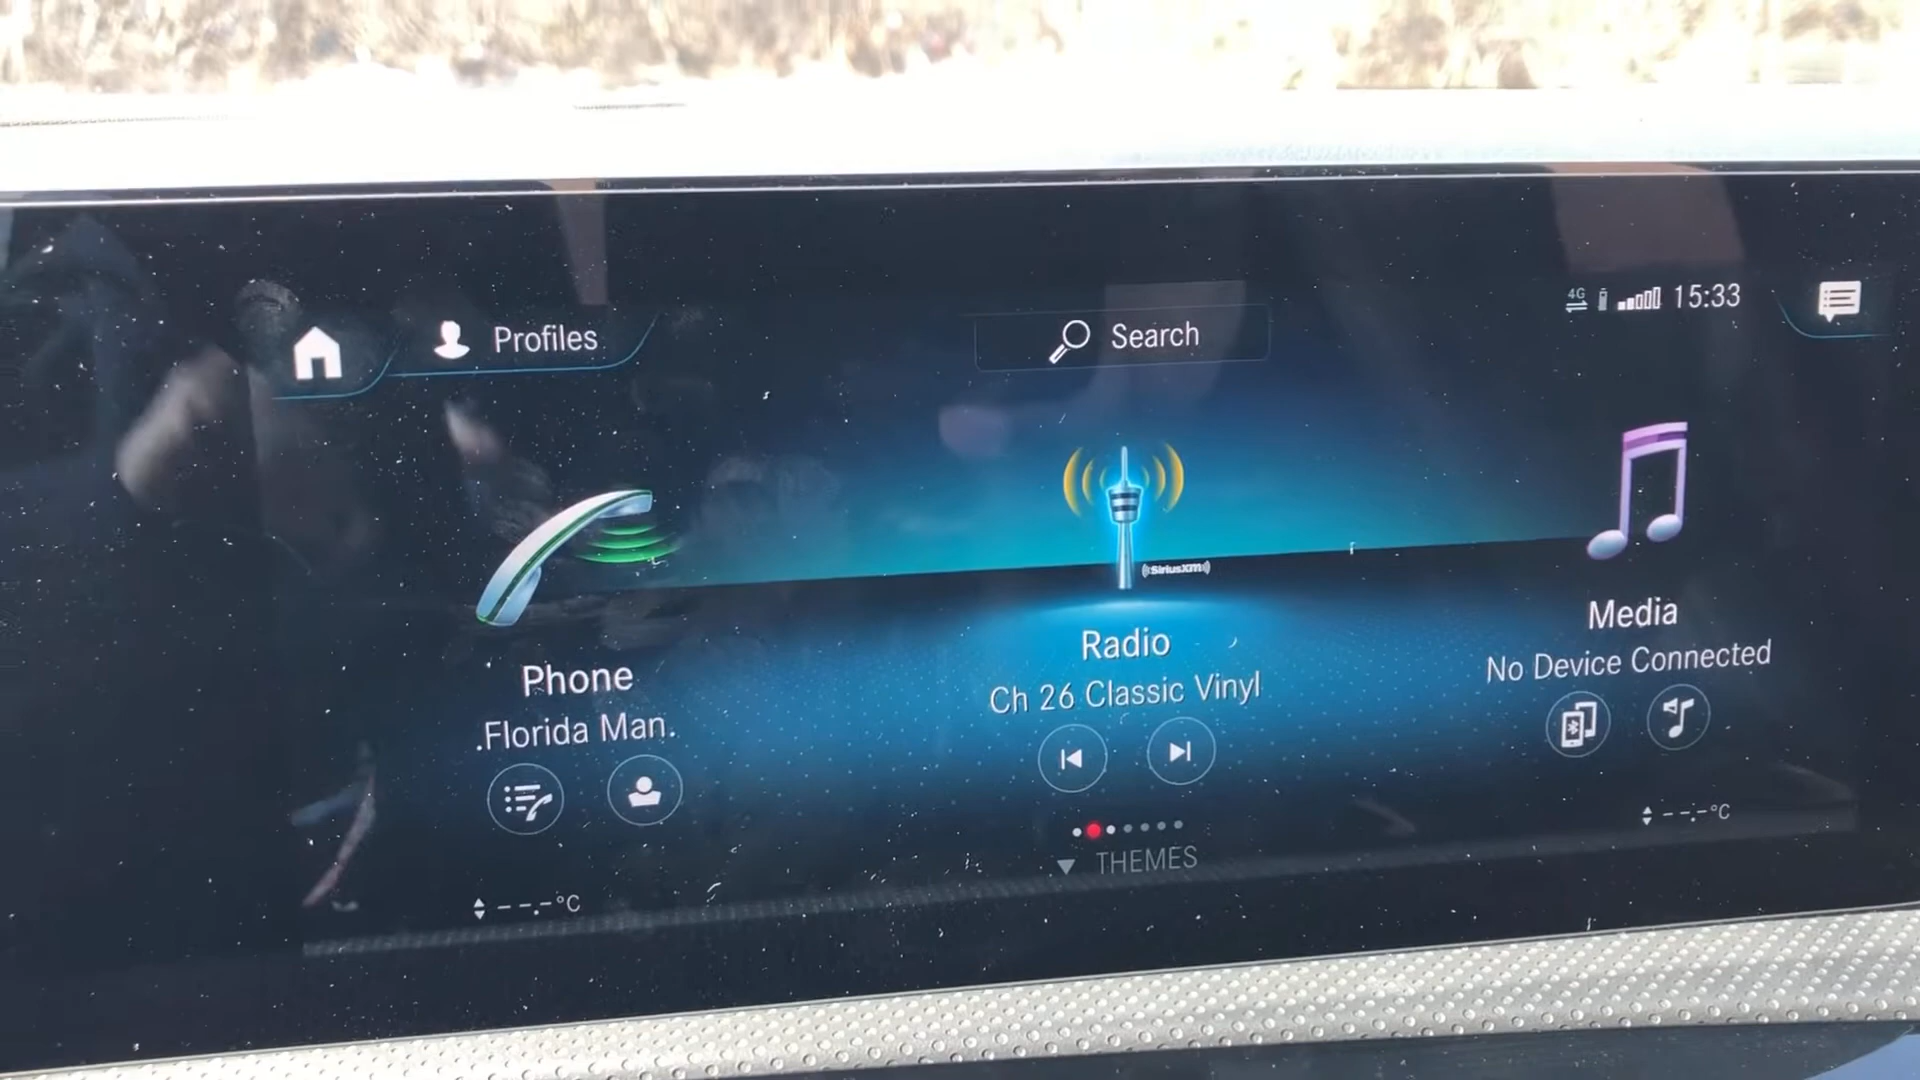 Profiles
Search
4G
15:33
((SiriusXM))
Phone
.Florida Man.
Radio
Ch 26 Classic Vinyl
Media
No Device Connected
THEMES
--.-°C
--.-°C